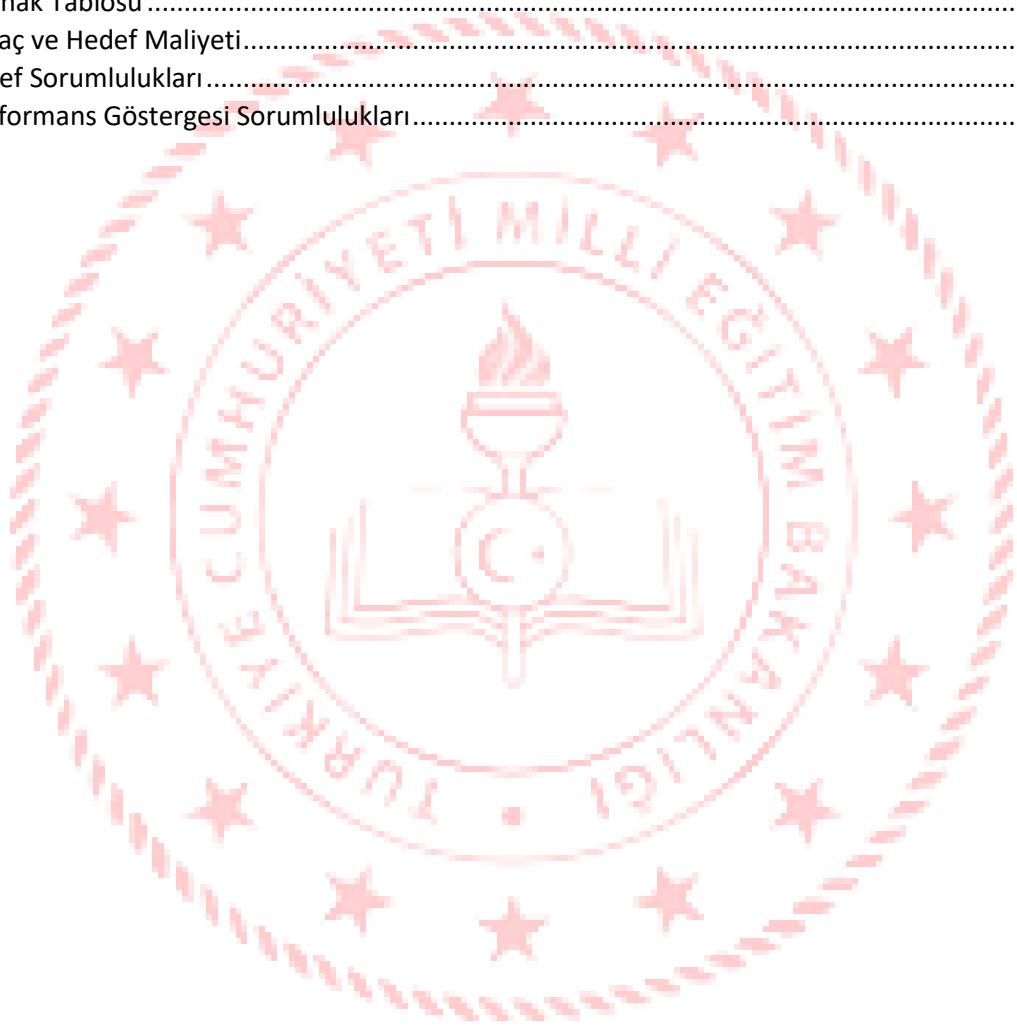 nak Tablosu........................................................................................................................
aç ve Hedef Maliyeti............................................................................................................
ef Sorumlulukları.................................................................................................................
formans Göstergesi Sorumlulukları.....................................................................................
TÜRKİYE CUMHURİYETİ MİLLİ EĞİTİM BAKANLIĞI